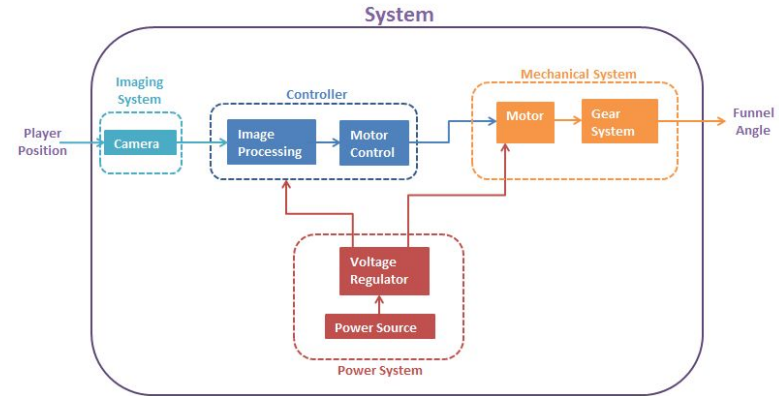 System
Imaging
System
Controller
Mechanical System
Player
Position
Camera
Image
Processing
Motor
Control
Motor
Gear
System
Funnel
Angle
Voltage
Regulator
Power Source
Power System